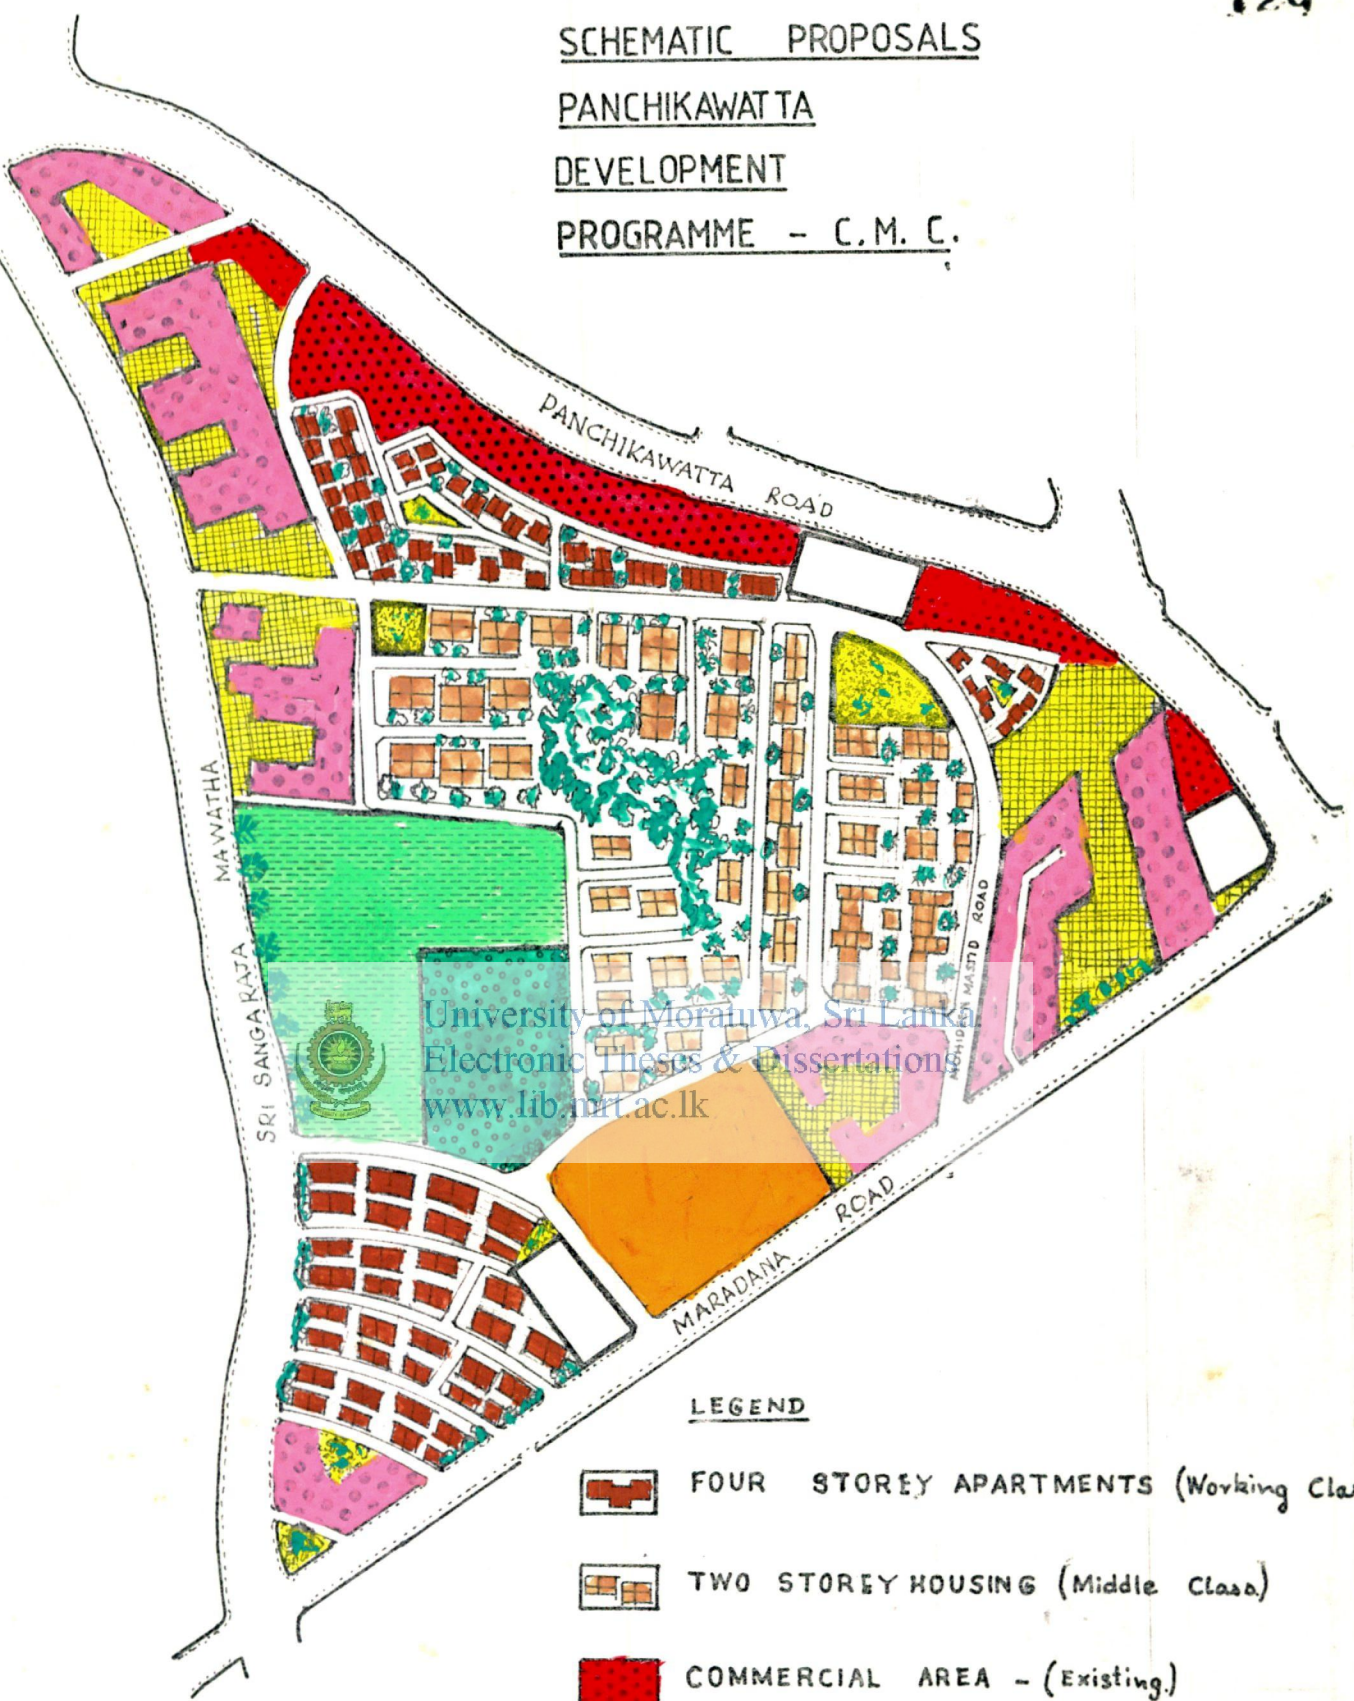 SCHEMATIC PROPOSALS
PANCHIKAWATTA
DEVELOPMENT
PROGRAMME - C.M.C.
PANCHIKAWATTA ROAD
SRI SANGARAJA MAWATHA
MOHIDEEN MASJID ROAD
University of Moratuwa, Sri Lanka
Electronic Theses & Dissertations
www.lib.mrt.ac.lk
MARADANA ROAD
LEGEND
FOUR STOREY APARTMENTS (Working Cla
TWO STOREY HOUSING (Middle Class)
COMMERCIAL AREA - (Existing)